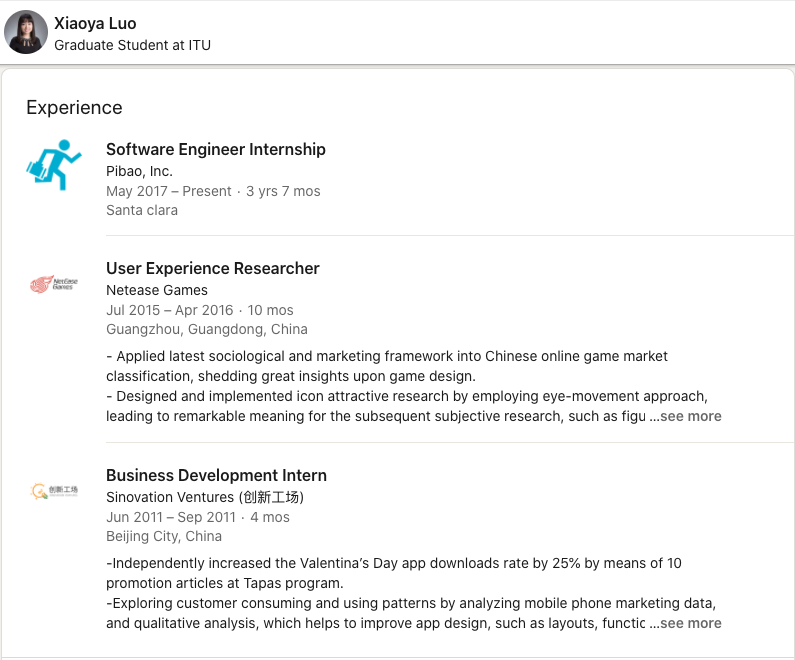 Xiaoya Luo
Graduate Student at ITU
Experience
Software Engineer Internship
Pibao, Inc.
May 2017 – Present · 3 yrs 7 mos
Santa clara
NetEase
Games
User Experience Researcher
Netease Games
Jul 2015 – Apr 2016 · 10 mos
Guangzhou, Guangdong, China
- Applied latest sociological and marketing framework into Chinese online game market
classification, shedding great insights upon game design.
- Designed and implemented icon attractive research by employing eye-movement approach,
leading to remarkable meaning for the subsequent subjective research, such as figu ...see more
创新工场
Business Development Intern
Sinovation Ventures (创新工场)
Jun 2011 – Sep 2011 · 4 mos
Beijing City, China
-Independently increased the Valentina’s Day app downloads rate by 25% by means of 10
promotion articles at Tapas program.
-Exploring customer consuming and using patterns by analyzing mobile phone marketing data,
and qualitative analysis, which helps to improve app design, such as layouts, functic ...see more